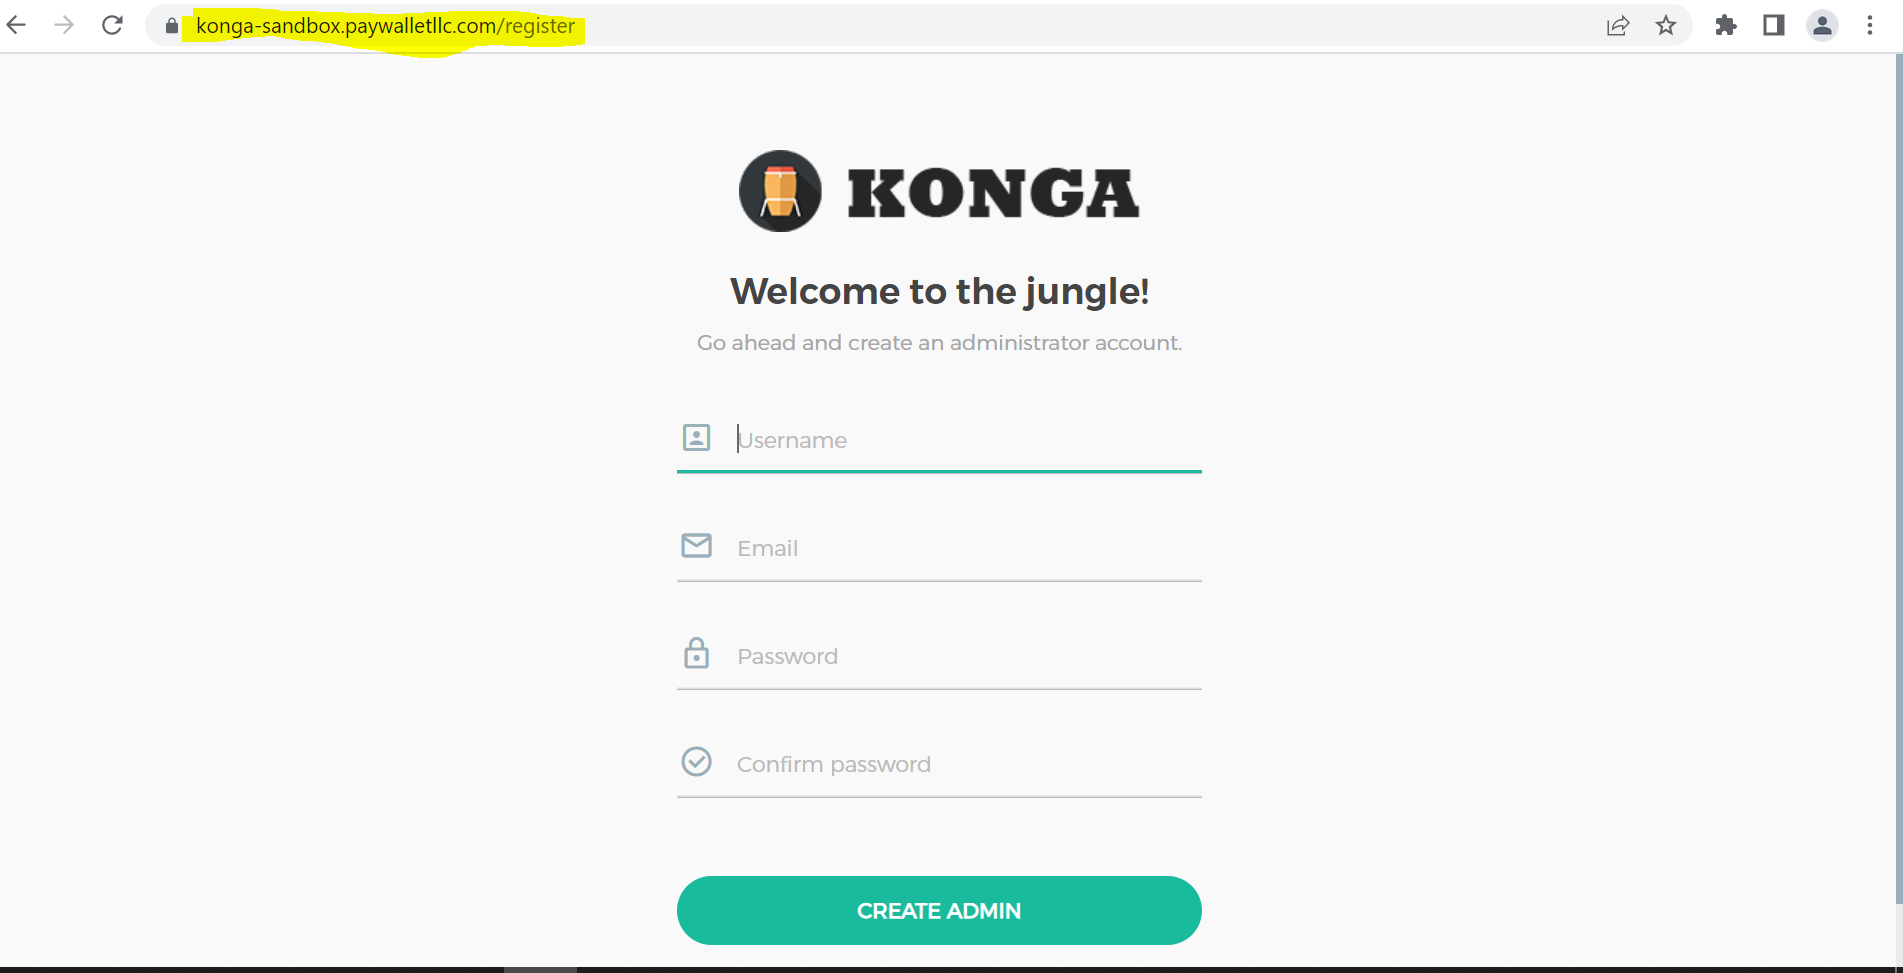 konga-sandbox.paywalletllc.com/register
KONGA
Welcome to the jungle!
Go ahead and create an administrator account.
Username
Email
Password
Confirm password
CREATE ADMIN